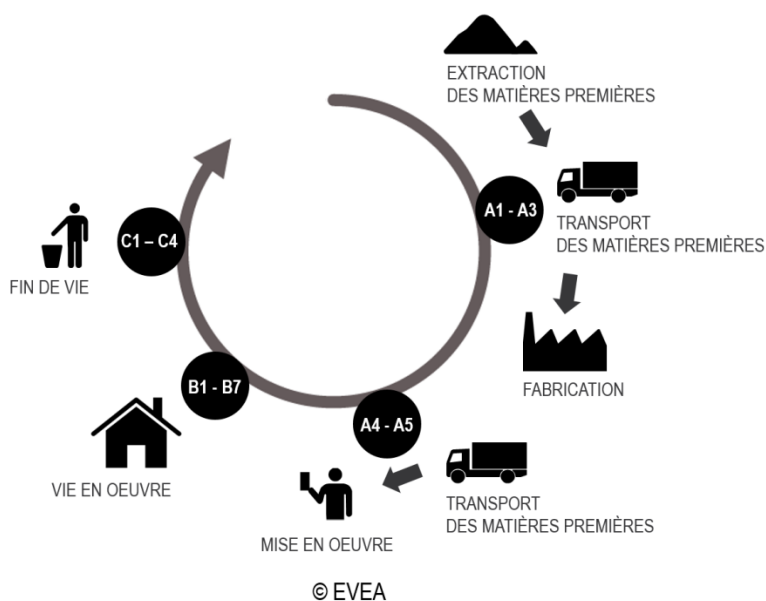 EXTRACTION
DES MATIÈRES PREMIÈRES
A1 - A3
TRANSPORT
DES MATIÈRES PREMIÈRES
FABRICATION
A4 - A5
TRANSPORT
DES MATIÈRES PREMIÈRES
MISE EN OEUVRE
B1 - B7
VIE EN OEUVRE
C1 – C4
FIN DE VIE
© EVEA